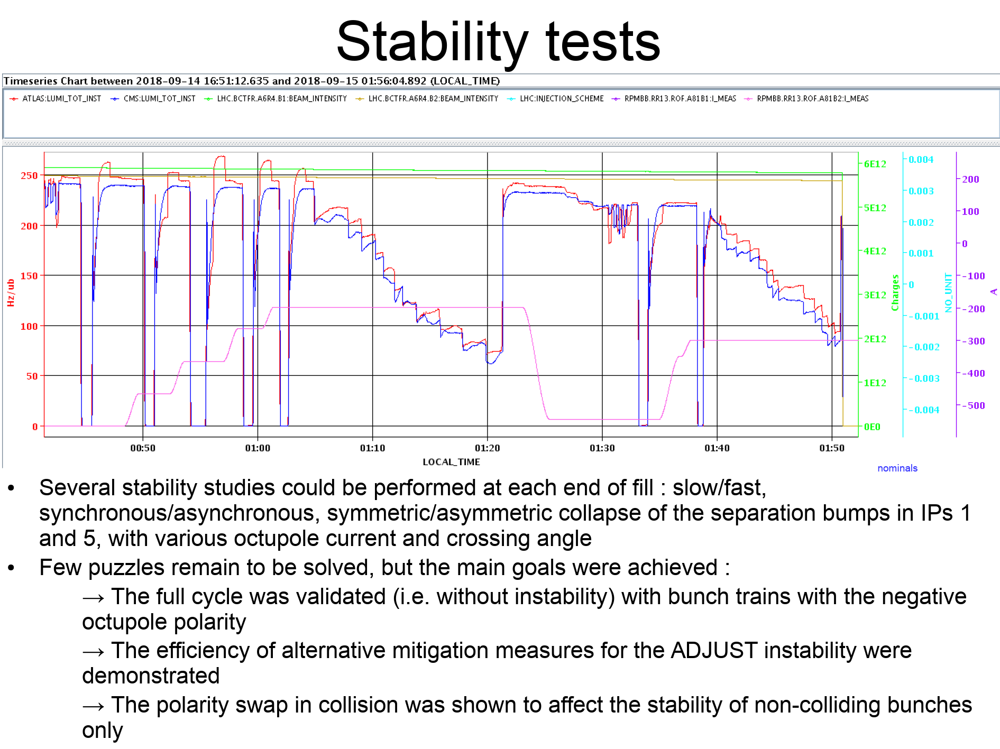 Stability tests
Timeseries Chart between 2018-09-14 16:51:12.635 and 2018-09-15 01:56:04.892 (LOCAL_TIME)
ATLAS:LUMI_TOT_INST CMS:LUMI_TOT_INST LHC.BCTFR.A6R4.B1:BEAM_INTENSITY LHC.BCTFR.A6R4.B2:BEAM_INTENSITY LHC:INJECTION_SCHEME RPMBB.RR13.ROF.A81B1:I_MEAS RPMBB.RR13.ROF.A81B2:I_MEAS
250
200
150
100
50
0
Hz/ub
6E12
5E12
4E12
3E12
2E12
1E12
0E0
Charges
0.004
0.003
0.002
0.001
0
-0.001
-0.002
-0.003
-0.004
NO_UNIT
200
100
0
-100
-200
-300
-400
-500
A
00:50 01:00 01:10 01:20 01:30 01:40 01:50
LOCAL_TIME
nominals
• Several stability studies could be performed at each end of fill : slow/fast,
synchronous/asynchronous, symmetric/asymmetric collapse of the separation bumps in IPs 1
and 5, with various octupole current and crossing angle
• Few puzzles remain to be solved, but the main goals were achieved :
→ The full cycle was validated (i.e. without instability) with bunch trains with the negative
octupole polarity
→ The efficiency of alternative mitigation measures for the ADJUST instability were
demonstrated
→ The polarity swap in collision was shown to affect the stability of non-colliding bunches
only